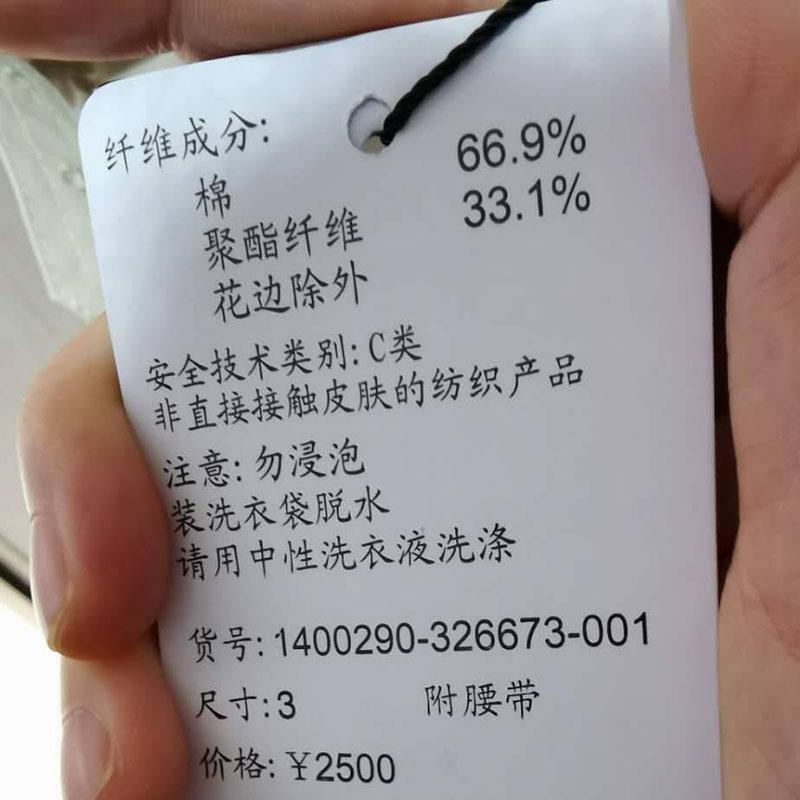 纤维成分:
棉 66.9%
聚酯纤维 33.1%
花边除外
安全技术类别: C类
非直接接触皮肤的纺织产品
注意: 勿浸泡
装洗衣袋脱水
请用中性洗衣液洗涤
货号: 1400290-326673-001
尺寸: 3 附腰带
价格: ¥2500